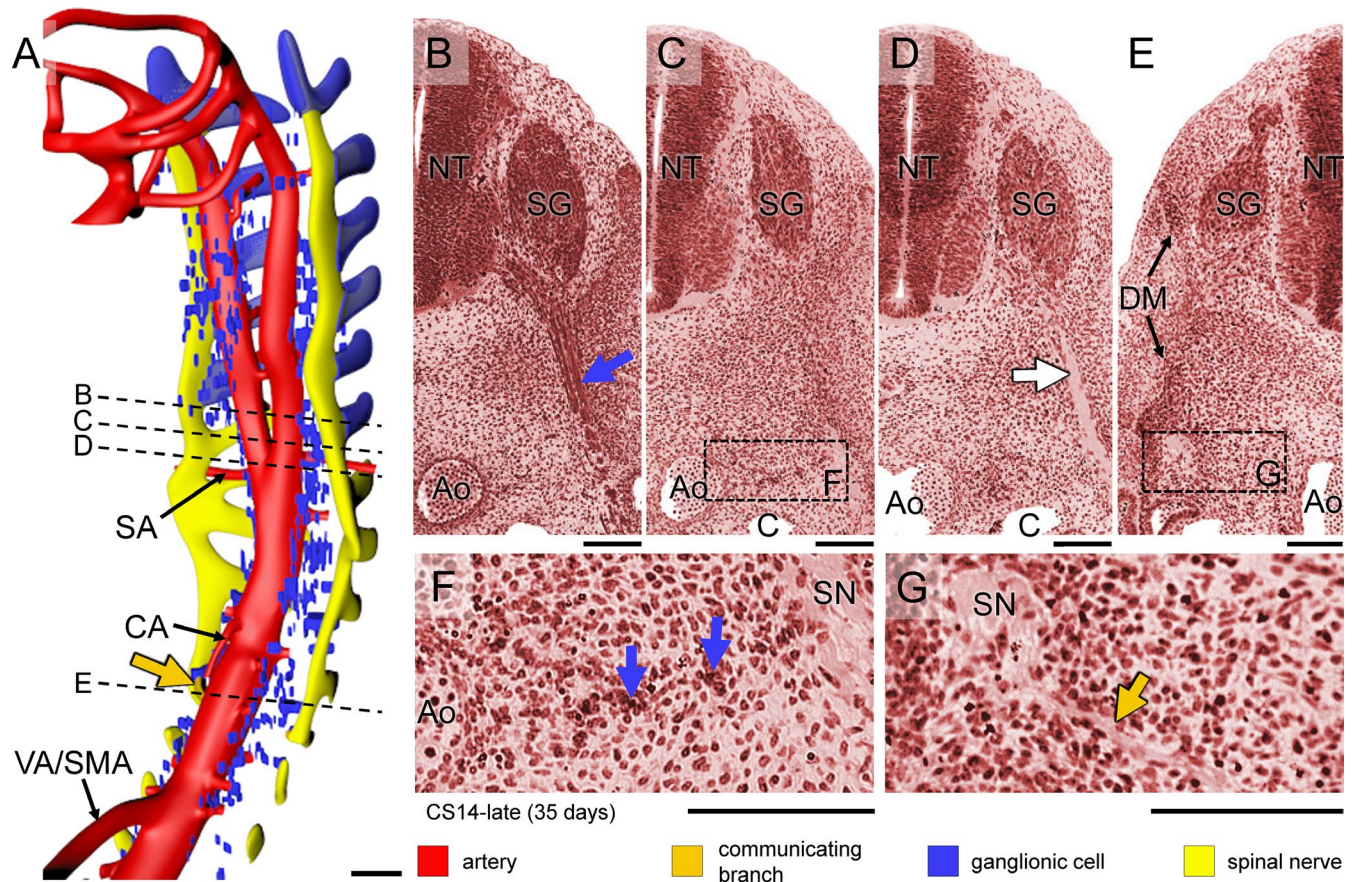 A
B
C
D
SA
CA
E
VA/SMA
B
NT
SG
Ao
C
NT
SG
Ao
F
C
D
NT
SG
Ao
C
E
NT
SG
DM
G
Ao
F
SN
Ao
G
SN
CS14-late (35 days)
artery
communicating
branch
ganglionic cell
spinal nerve